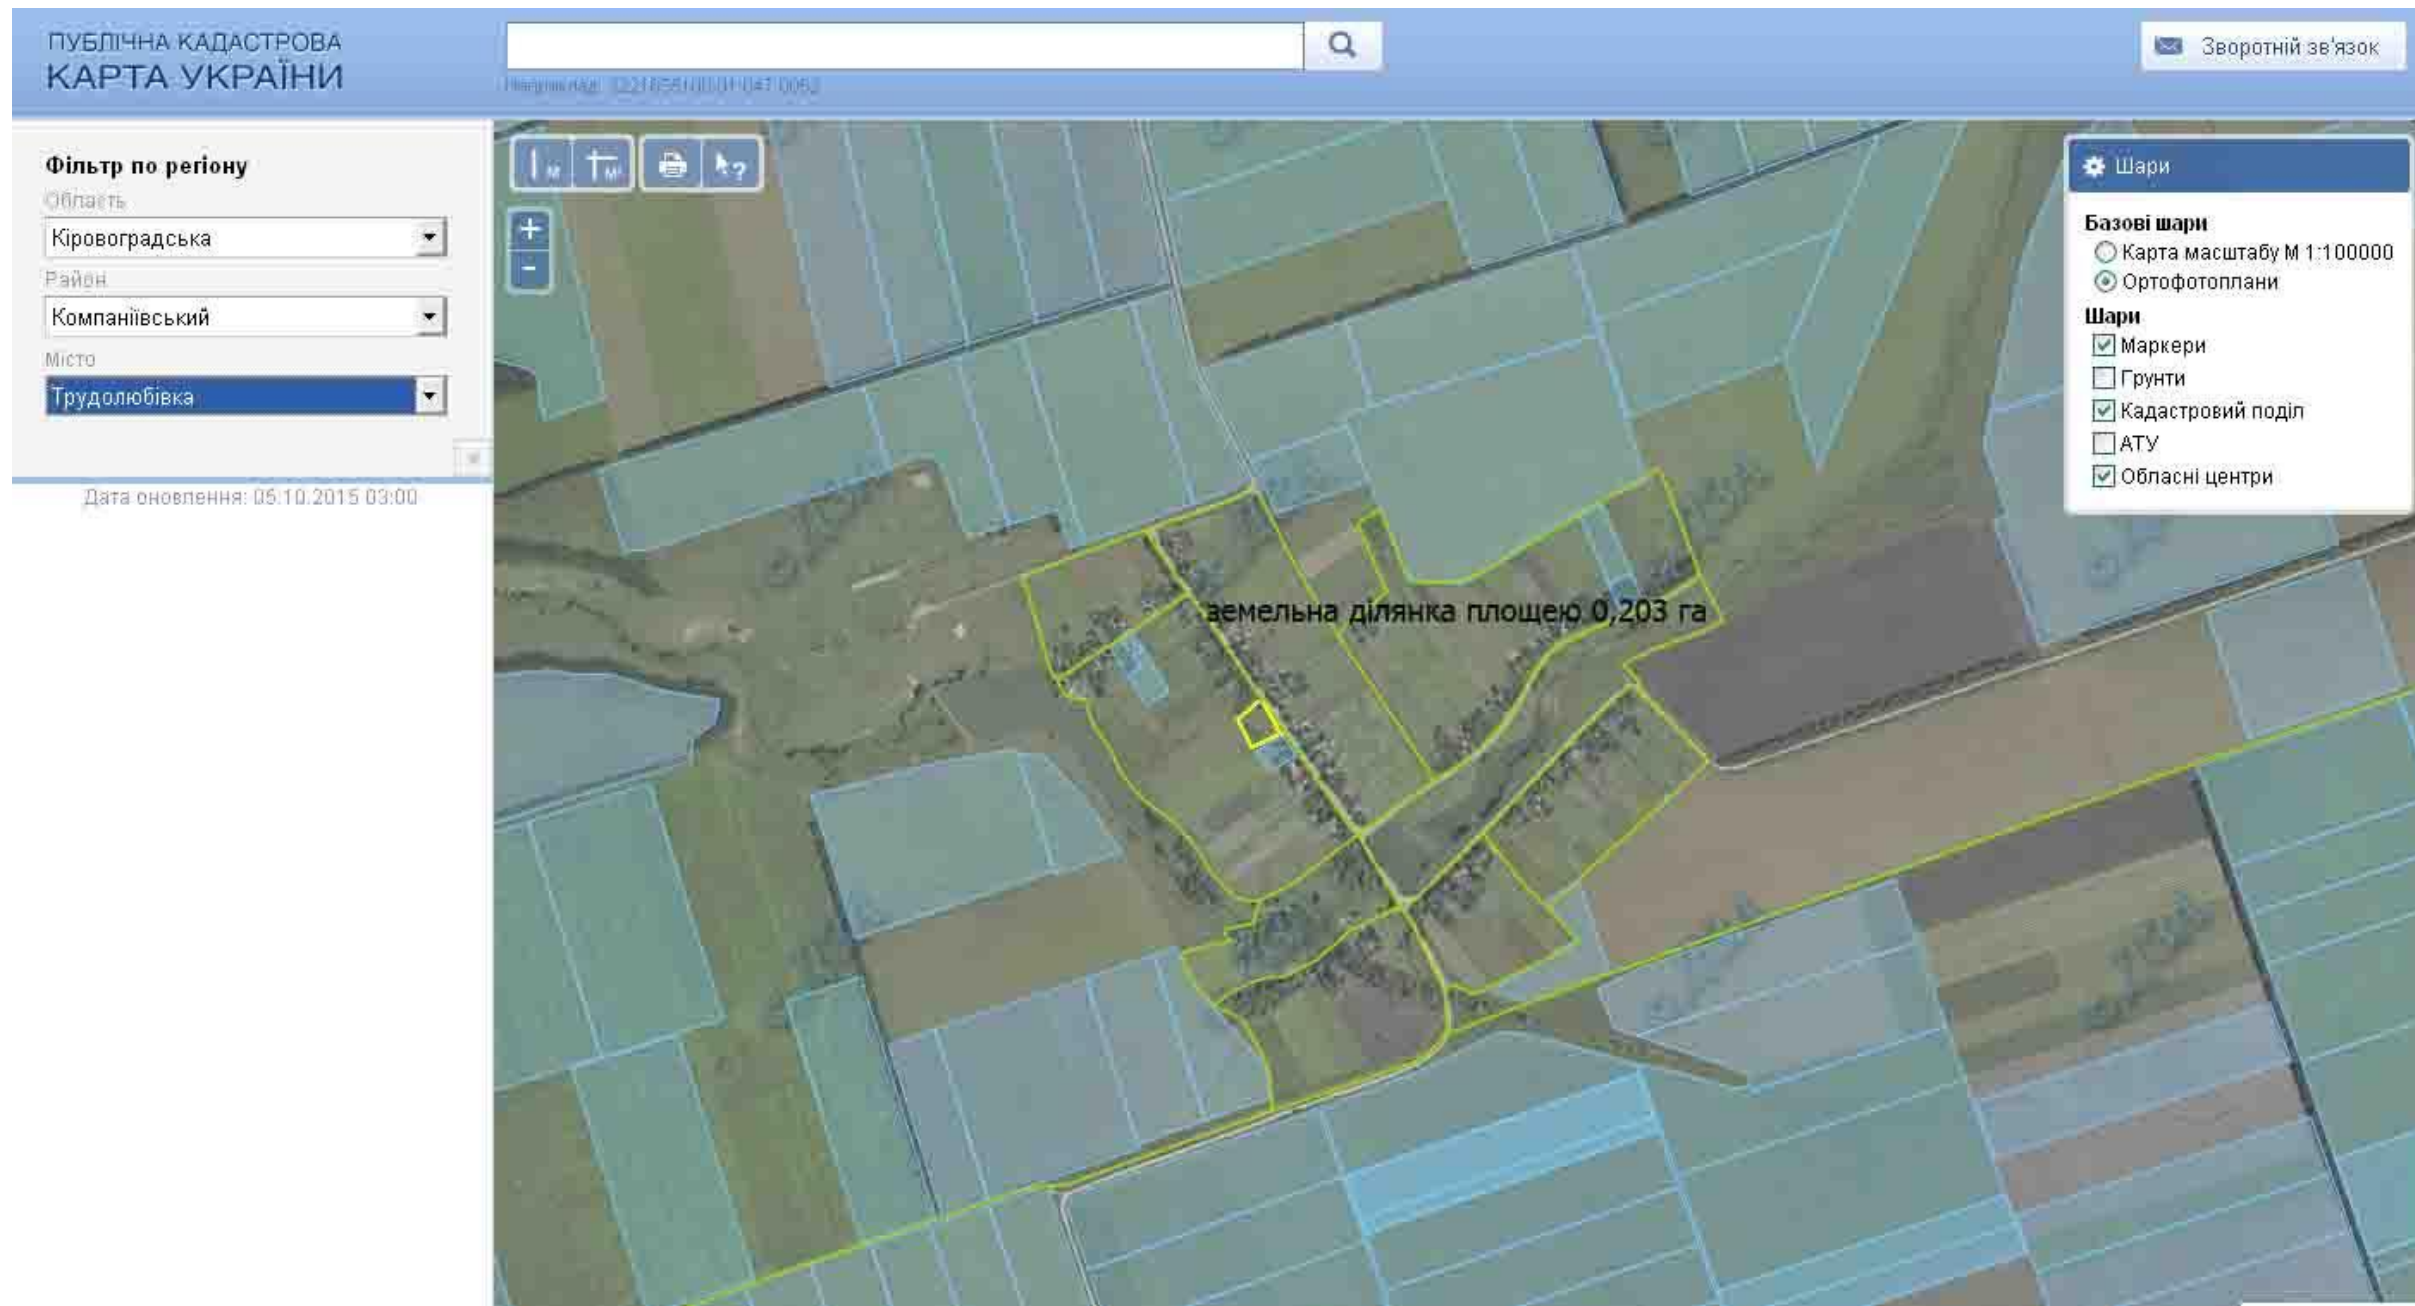 ПУБЛІЧНА КАДАСТРОВА
КАРТА УКРАЇНИ
Зворотній зв'язок
Фільтр по регіону
Область
Кіровоградська
Район
Компаніївський
Місто
Трудолюбівка
Дата оновлення: 05.10.2015 03:00
м
м²
?
+
-
земельна ділянка площею 0,203 га
Шари
Базові шари
Карта масштабу М 1:100000
Ортофотоплани
Шари
Маркери
Грунти
Кадастровий поділ
АТУ
Обласні центри